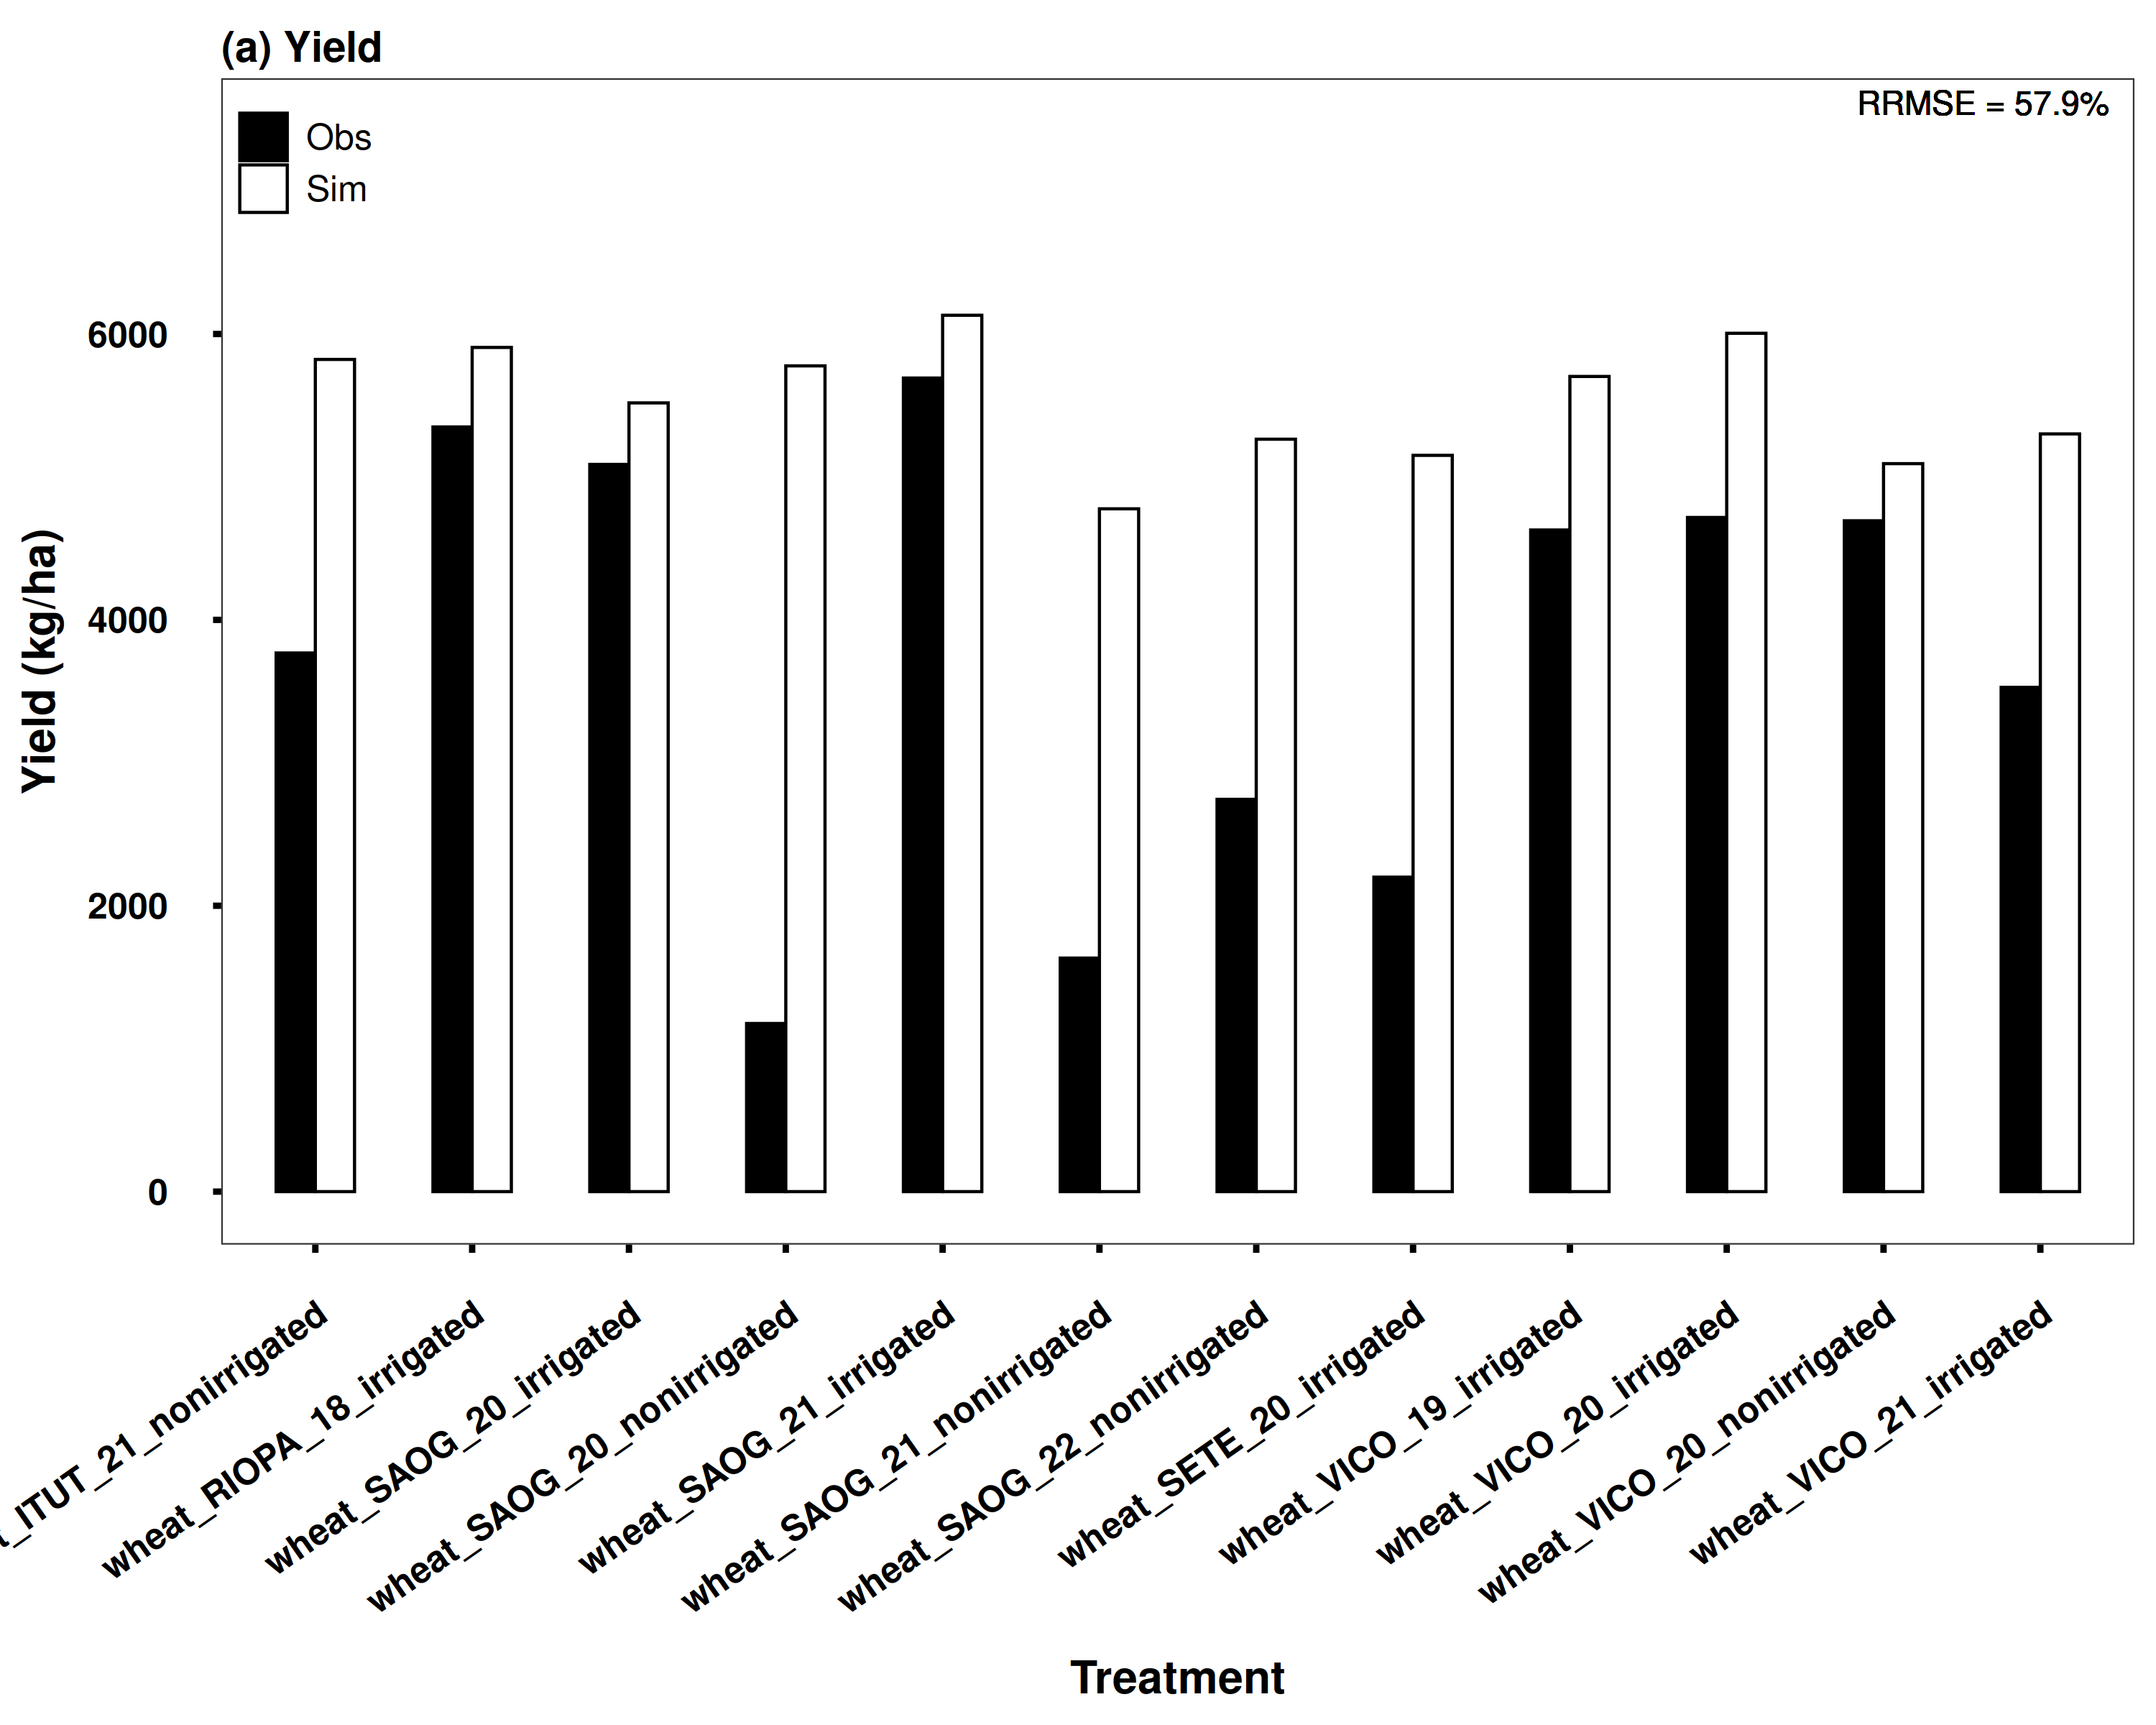 (a) Yield
RRMSE = 57.9%
Obs
Sim
Yield (kg/ha)
6000
4000
2000
0
t_ITUT_21_nonirrigated
wheat_RIOPA_18_irrigated
wheat_SAOG_20_irrigated
wheat_SAOG_20_nonirrigated
wheat_SAOG_21_irrigated
wheat_SAOG_21_nonirrigated
wheat_SAOG_22_nonirrigated
wheat_SETE_20_irrigated
wheat_VICO_19_irrigated
wheat_VICO_20_irrigated
wheat_VICO_20_nonirrigated
wheat_VICO_21_irrigated
Treatment